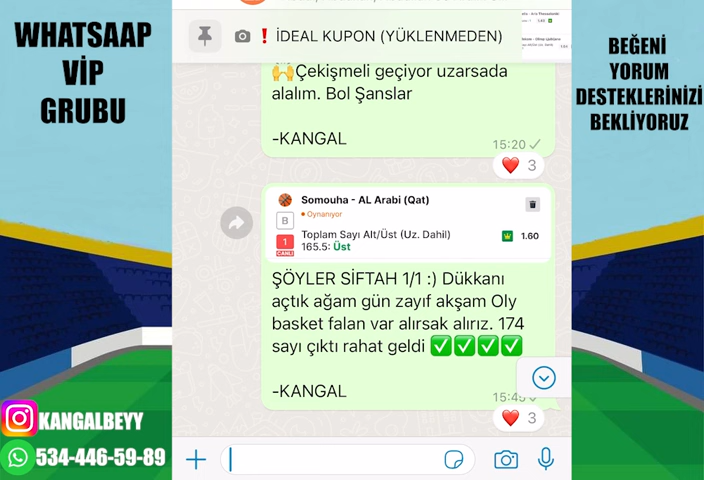 WHATSAAP
VİP
GRUBU
BEĞENİ
YORUM
DESTEKLERİNİZİ
BEKLİYORUZ
❗ İDEAL KUPON (YÜKLENMEDEN)
🙌Çekişmeli geçiyor uzarsada
alalım. Bol Şanslar
-KANGAL
15:20
❤️ 3
Somouha - AL Arabi (Qat)
B
Oynanıyor
1
CANLI
Toplam Sayı Alt/Üst (Uz. Dahil)
165.5: Üst
1.60
ŞÖYLER SİFTAH 1/1 :) Dükkanı
açtık ağam gün zayıf akşam Oly
basket falan var alırsak alırız. 174
sayı çıktı rahat geldi ✅✅✅✅
-KANGAL
15:45
❤️ 3
KANGALBEYY
534-446-59-89